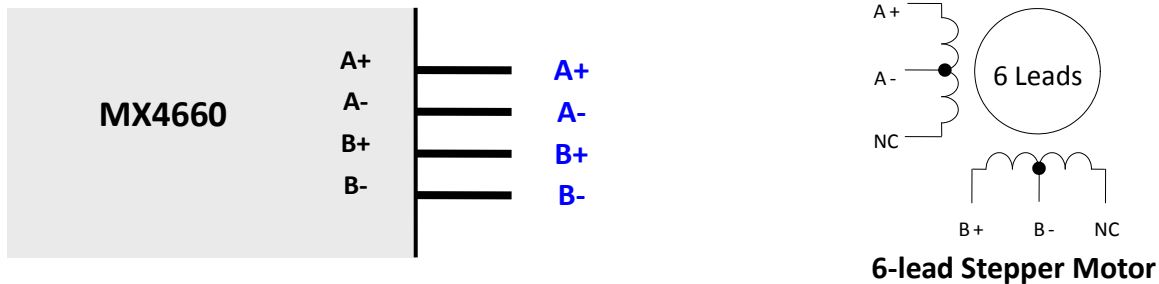 MX4660
A+
A-
B+
B-
A+
A-
B+
B-
A +
A -
NC
6 Leads
B + B - NC
6-lead Stepper Motor